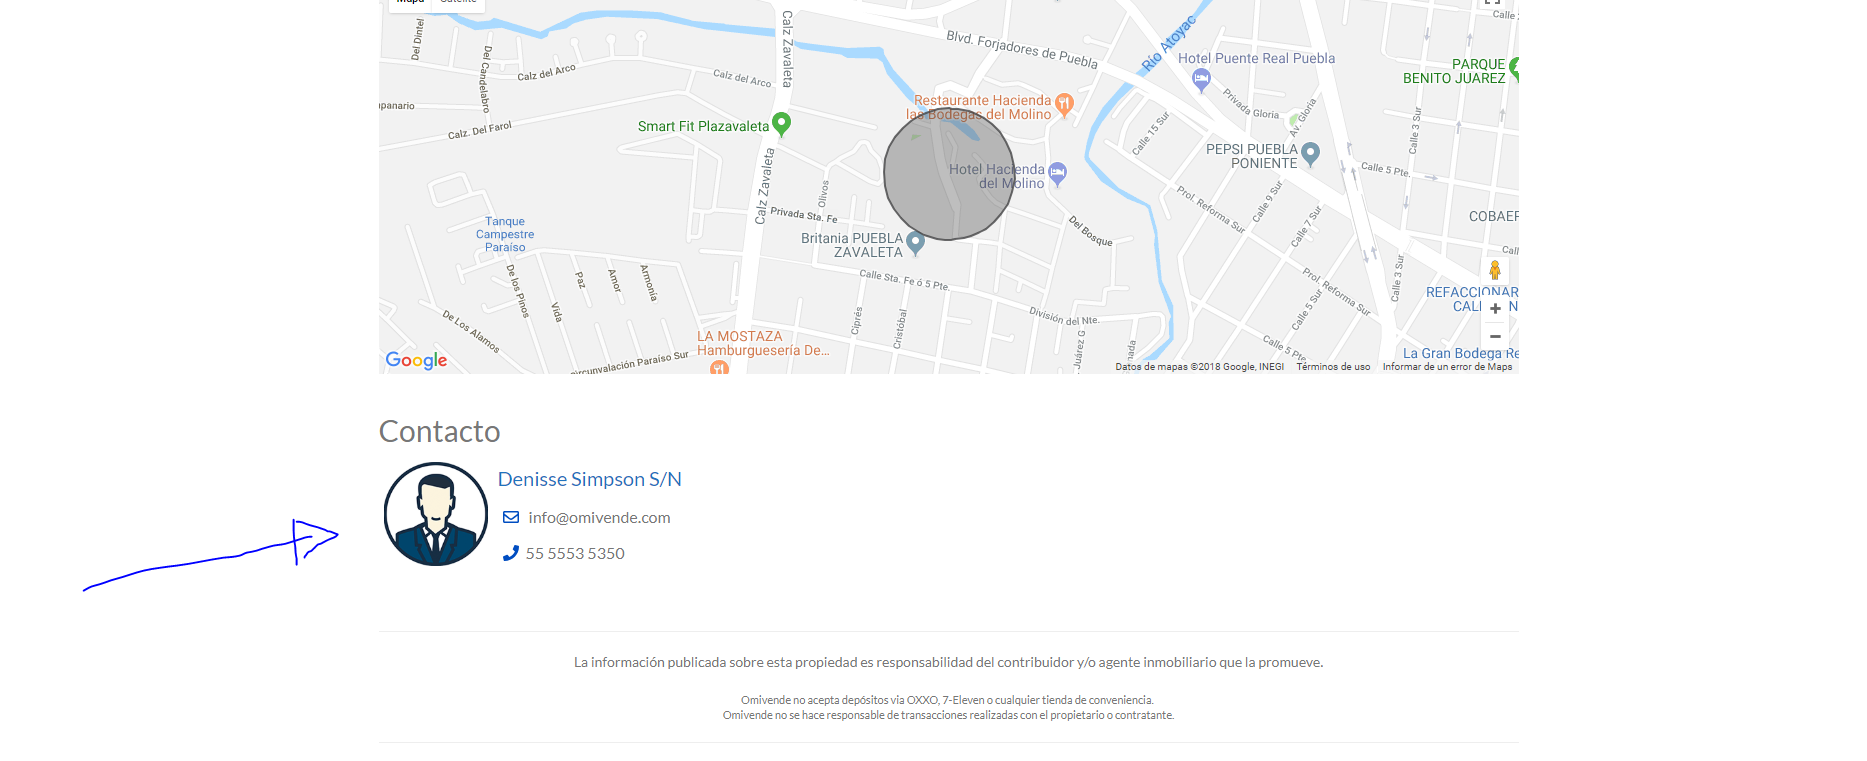 Calle
Blvd. Forjadores de Puebla
Calz Zavaleta
Del Dintel
Del Candelabro
Calz del Arco
Calz del Arco
Río Atoyac
Hotel Puente Real Puebla
PARQUE
BENITO JUAREZ
Restaurante Hacienda
las Bodegas del Molino
Privada Gloria
Av. Gloria
Calle 3 Sur
Calz. Del Farol
Smart Fit Plazavaleta
Calle 15 Sur
PEPSI PUEBLA
PONIENTE
Calle 5 Pte.
Hotel Hacienda
del Molino
Calz Zavaleta
Olivos
Prol. Reforma Sur
Calle 9 Sur
Calle 7 Sur
Privada Sta. Fe
Del Bosque
COBAEP
Tanque
Campestre
Paraíso
Britania PUEBLA
ZAVALETA
Calle Sta. Fe ó 5 Pte.
De los Pinos
Paz
Amor
Armonía
Vida
Calle 3 Sur
Prol. Reforma Sur
REFACCIONAR
Calle 5 Sur
De Los Alamos
Ciprés
Cristóbal
División del Nte.
Juárez G
LA MOSTAZA
Hamburguesería De...
Calle 5 Pte.
La Gran Bodega Re
Google
Circunvalación Paraíso Sur
Datos de mapas ©2018 Google, INEGI Términos de uso Informar de un error de Maps
Contacto
Denisse Simpson S/N
info@omivende.com
55 5553 5350
La información publicada sobre esta propiedad es responsabilidad del contribuidor y/o agente inmobiliario que la promueve.
Omivende no acepta depósitos via OXXO, 7-Eleven o cualquier tienda de conveniencia.
Omivende no se hace responsable de transacciones realizadas con el propietario o contratante.